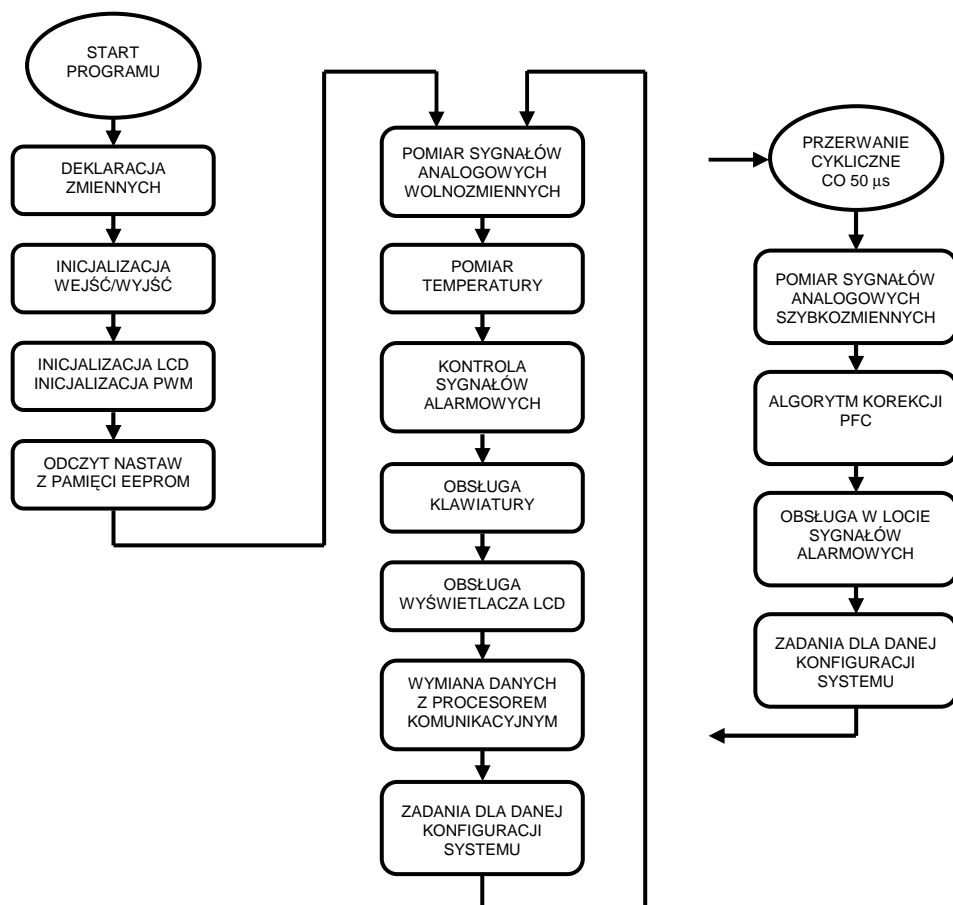 START
PROGRAMU
DEKLARACJA
ZMIENNYCH
INICJALIZACJA
WEJŚĆ/WYJŚĆ
INICJALIZACJA LCD
INICJALIZACJA PWM
ODCZYT NASTAW
Z PAMIĘCI EEPROM
POMIAR SYGNAŁÓW
ANALOGOWYCH
WOLNOZMIENNYCH
POMIAR
TEMPERATURY
KONTROLA
SYGNAŁÓW
ALARMOWYCH
OBSŁUGA
KLAWIATURY
OBSŁUGA
WYŚWIETLACZA LCD
WYMIANA DANYCH
Z PROCESOREM
KOMUNIKACYJNYM
ZADANIA DLA DANEJ
KONFIGURACJI
SYSTEMU
PRZERWANIE
CYKLICZNE
CO 50 μs
POMIAR SYGNAŁÓW
ANALOGOWYCH
SZYBKOZMIENNYCH
ALGORYTM KOREKCJI
PFC
OBSŁUGA W LOCIE
SYGNAŁÓW
ALARMOWYCH
ZADANIA DLA DANEJ
KONFIGURACJI
SYSTEMU